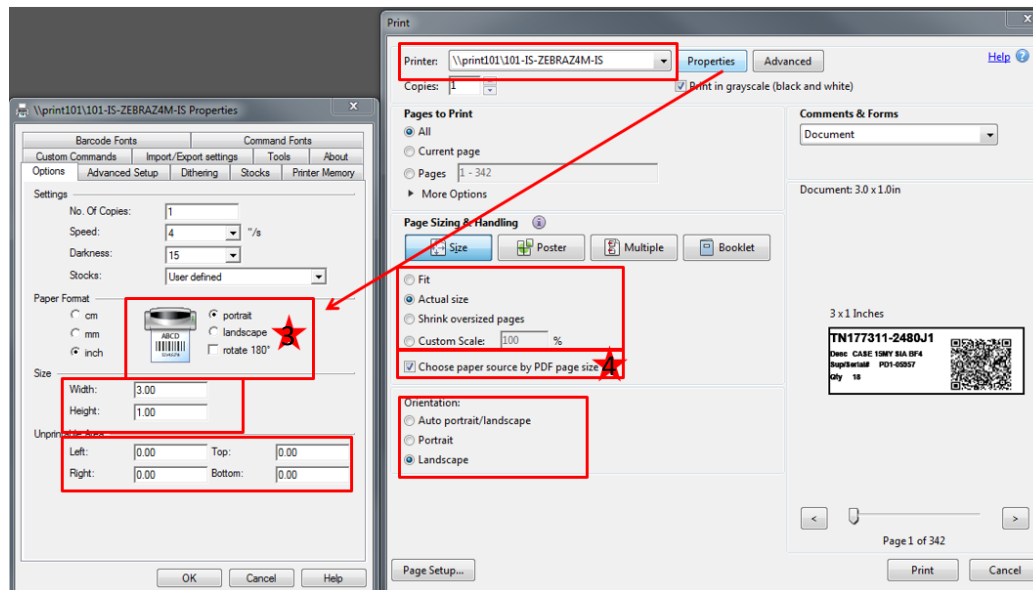 \\print101\101-IS-ZEBRAZ4M-IS Properties
x
Barcode Fonts Command Fonts
Custom Commands Import/Export settings Tools About
Options Advanced Setup Dithering Stocks Printer Memory
Settings
No. Of Copies: 1
Speed: 4 "/s
Darkness: 15
Stocks: User defined
Paper Format
cm
mm
inch
ABCD
portrait
landscape
rotate 180°
3
Size
Width: 3.00
Height: 1.00
Left: 0.00 Top: 0.00
Right: 0.00 Bottom: 0.00
OK Cancel Help
Print
x
Printer: \\print101\101-IS-ZEBRAZ4M-IS Properties Advanced Help ?
Copies: 1 Print in grayscale (black and white)
Pages to Print
All
Current page
Pages 1 - 342
More Options
Page Sizing & Handling i
Size Poster Multiple Booklet
Fit
Actual size
Shrink oversized pages
Custom Scale: 100 %
Choose paper source by PDF page size
4
Orientation:
Auto portrait/landscape
Portrait
Landscape
Page Setup...
Comments & Forms
Document
Document: 3.0 x 1.0in
3 x 1 Inches
TN177311-2480J1
Desc CASE 15MY SIA BF4
Sup/Serial# PD1-05957
Qty 18
< >
Page 1 of 342
Print Cancel